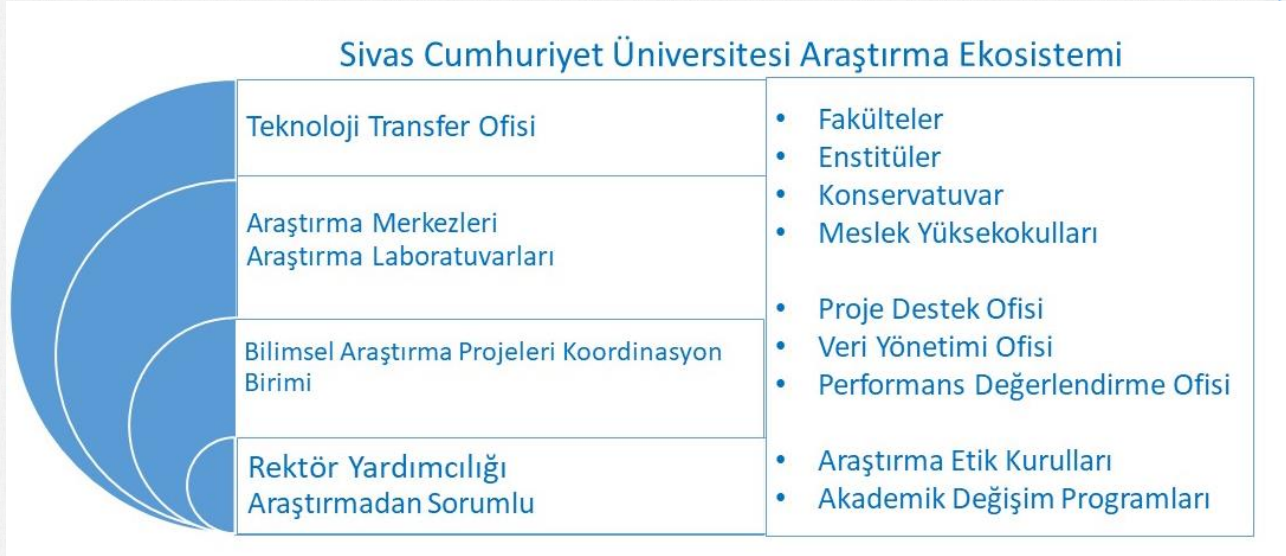 Sivas Cumhuriyet Üniversitesi Araştırma Ekosistemi
Teknoloji Transfer Ofisi
Araştırma Merkezleri
Araştırma Laboratuvarları
Bilimsel Araştırma Projeleri Koordinasyon
Birimi
Rektör Yardımcılığı
Araştırmadan Sorumlu
• Fakülteler
• Enstitüler
• Konservatuvar
• Meslek Yüksekokulları
• Proje Destek Ofisi
• Veri Yönetimi Ofisi
• Performans Değerlendirme Ofisi
• Araştırma Etik Kurulları
• Akademik Değişim Programları